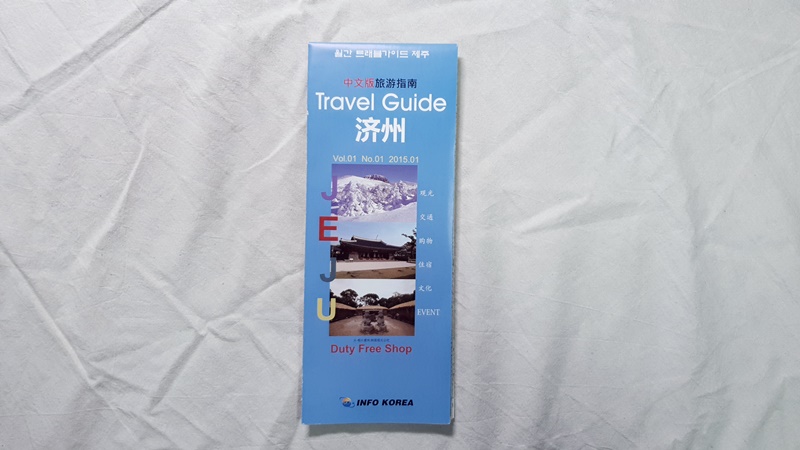 월간 트래블가이드 제주
中文版旅游指南
Travel Guide
济州
Vol.01 No.01 2015.01
J
E
J
U
观光
交通
购物
住宿
文化
EVENT
Duty Free Shop
INFO KOREA